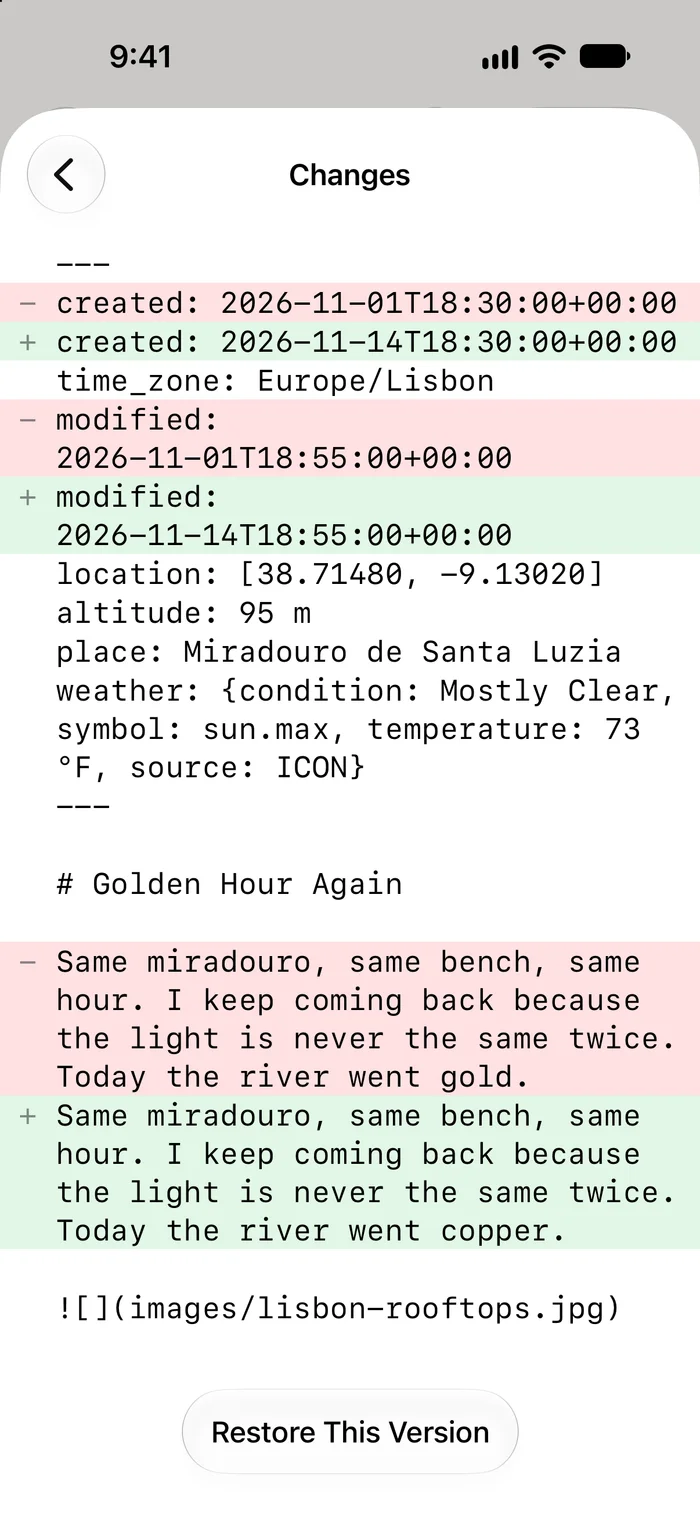 9:41
Changes
---
- created: 2026-11-01T18:30:00+00:00
+ created: 2026-11-14T18:30:00+00:00
time_zone: Europe/Lisbon
- modified:
2026-11-01T18:55:00+00:00
+ modified:
2026-11-14T18:55:00+00:00
location: [38.71480, -9.13020]
altitude: 95 m
place: Miradouro de Santa Luzia
weather: {condition: Mostly Clear,
symbol: sun.max, temperature: 73
°F, source: ICON}
---
# Golden Hour Again
- Same miradouro, same bench, same
hour. I keep coming back because
the light is never the same twice.
Today the river went gold.
+ Same miradouro, same bench, same
hour. I keep coming back because
the light is never the same twice.
Today the river went copper.
![](images/lisbon-rooftops.jpg)
Restore This Version